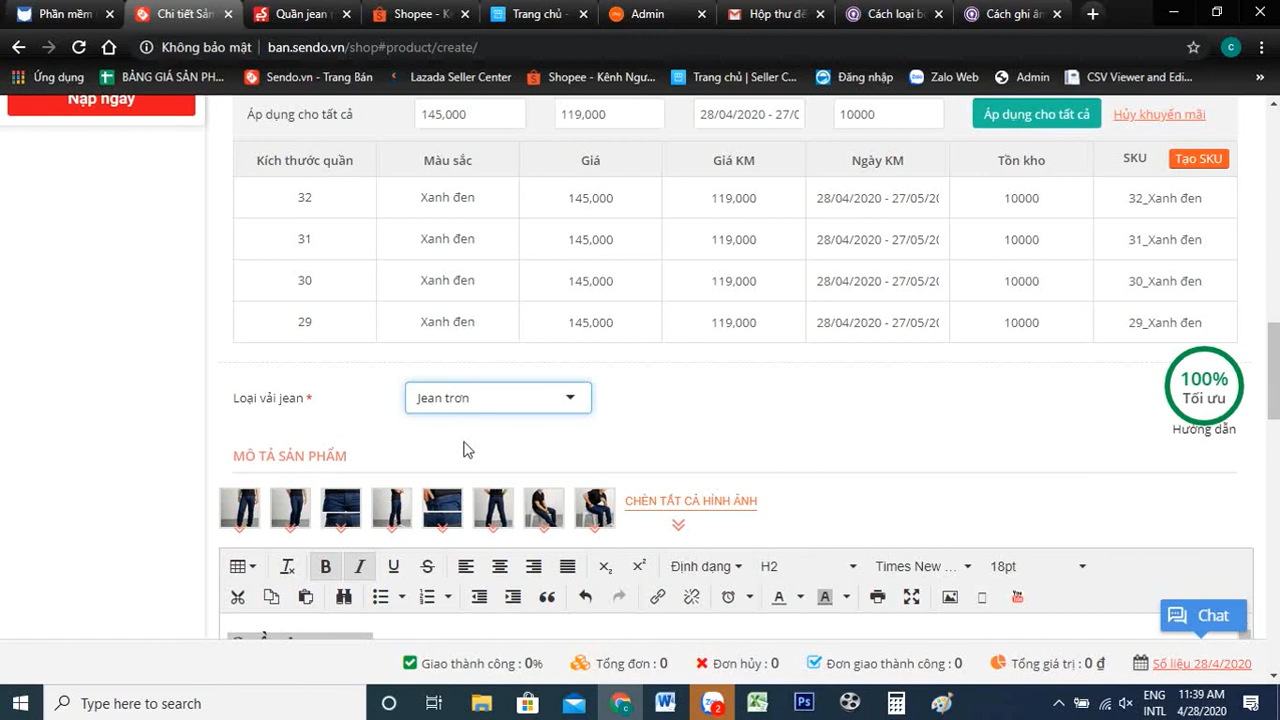 Phần mềm
Chi tiết Sản
Quần jean
Shopee - Kê
Trang chủ -
Admin
Hộp thư đế
Cách loại b
Cách ghi âm
Không bảo mật
ban.sendo.vn/shop#product/create/
C
Ứng dụng
BẢNG GIÁ SẢN PH...
Sendo.vn - Trang Bán
Lazada Seller Center
Shopee - Kênh Ngư...
Trang chủ | Seller C...
Đăng nhập
Zalo Web
Admin
CSV Viewer and Edi...
»
Nạp ngay
Áp dụng cho tất cả 145,000 119,000 28/04/2020 - 27/0 10000 Áp dụng cho tất cả Hủy khuyến mãi
Kích thước quần Màu sắc Giá Giá KM Ngày KM Tồn kho SKU Tạo SKU
32 Xanh đen 145,000 119,000 28/04/2020 - 27/05/20 10000 32_Xanh đen
31 Xanh đen 145,000 119,000 28/04/2020 - 27/05/20 10000 31_Xanh đen
30 Xanh đen 145,000 119,000 28/04/2020 - 27/05/20 10000 30_Xanh đen
29 Xanh đen 145,000 119,000 28/04/2020 - 27/05/20 10000 29_Xanh đen
Loại vải jean * Jean trơn
100%
Tối ưu
Hướng dẫn
MÔ TẢ SẢN PHẨM
CHÈN TẤT CẢ HÌNH ẢNH
B I U S x₂ x² Định dạng H2 Times New ... 18pt
A A
Chat
Giao thành công : 0% Tổng đơn : 0 Đơn hủy : 0 Đơn giao thành công : 0 Tổng giá trị : 0 đ Số liệu 28/4/2020
Type here to search
2
ENG
INTL
11:39 AM
4/28/2020